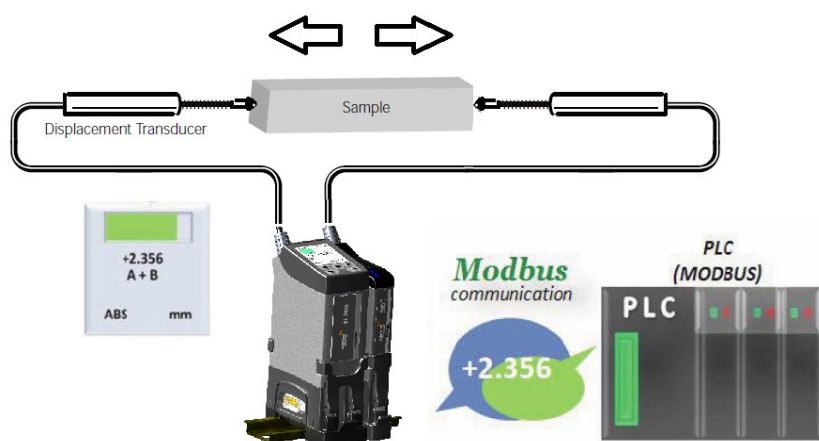 Sample
Displacement Transducer
+2.356
A + B
ABS mm
Modbus
communication
+2.356
PLC
(MODBUS)
PLC